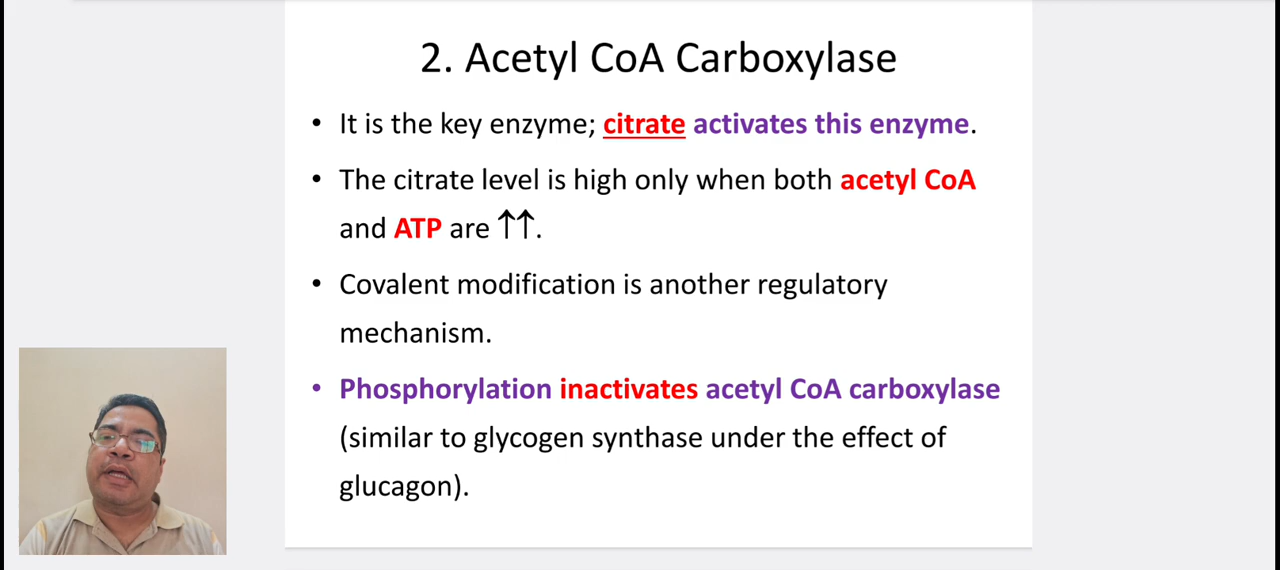 2. Acetyl CoA Carboxylase
• It is the key enzyme; citrate activates this enzyme.
• The citrate level is high only when both acetyl CoA
and ATP are ↑↑.
• Covalent modification is another regulatory
mechanism.
• Phosphorylation inactivates acetyl CoA carboxylase
(similar to glycogen synthase under the effect of
glucagon).